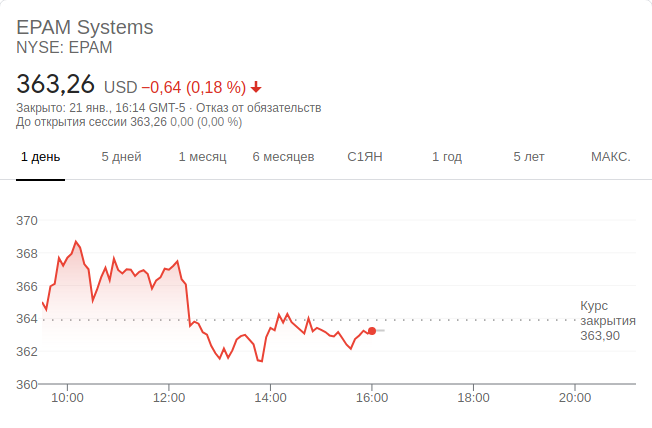 EPAM Systems
NYSE: EPAM
363,26 USD −0,64 (0,18 %)
Закрыто: 21 янв., 16:14 GMT-5 · Отказ от обязательств
До открытия сессии 363,26 0,00 (0,00 %)
1 день 5 дней 1 месяц 6 месяцев С1ЯН 1 год 5 лет МАКС.
370
368
366
364
362
360
Курс
закрытия
363,90
10:00 12:00 14:00 16:00 18:00 20:00